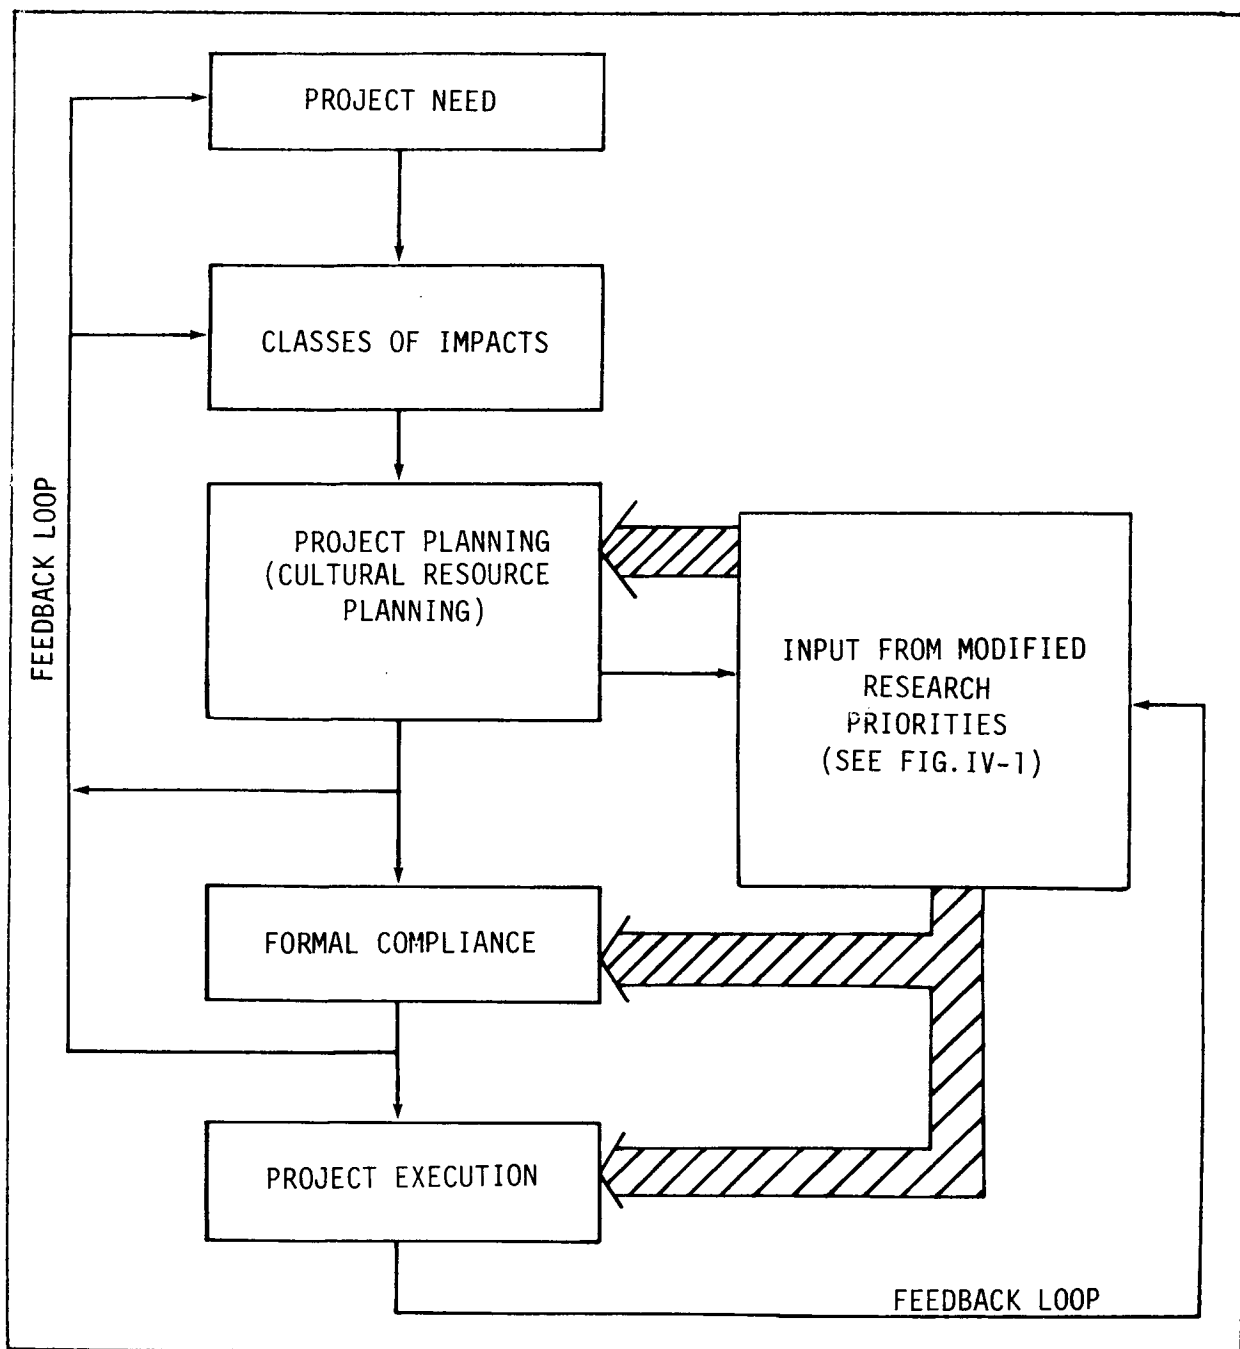 PROJECT NEED
CLASSES OF IMPACTS
FEEDBACK LOOP
PROJECT PLANNING
(CULTURAL RESOURCE
PLANNING)
INPUT FROM MODIFIED
RESEARCH
PRIORITIES
(SEE FIG.IV-1)
FORMAL COMPLIANCE
PROJECT EXECUTION
FEEDBACK LOOP